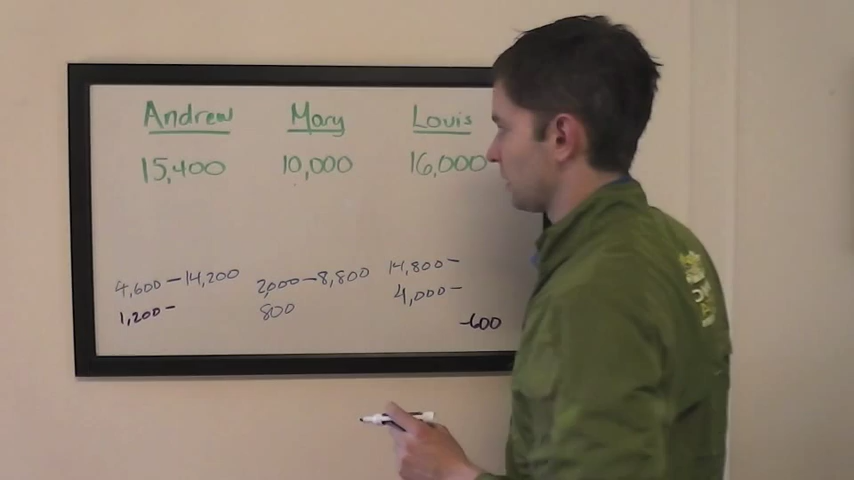 Andrew Mary Louis
15,400 10,000 16,000
4,600 - 14,200 2,000 - 8,800 14,800 -
1,200 - 800 4,000 -
-600